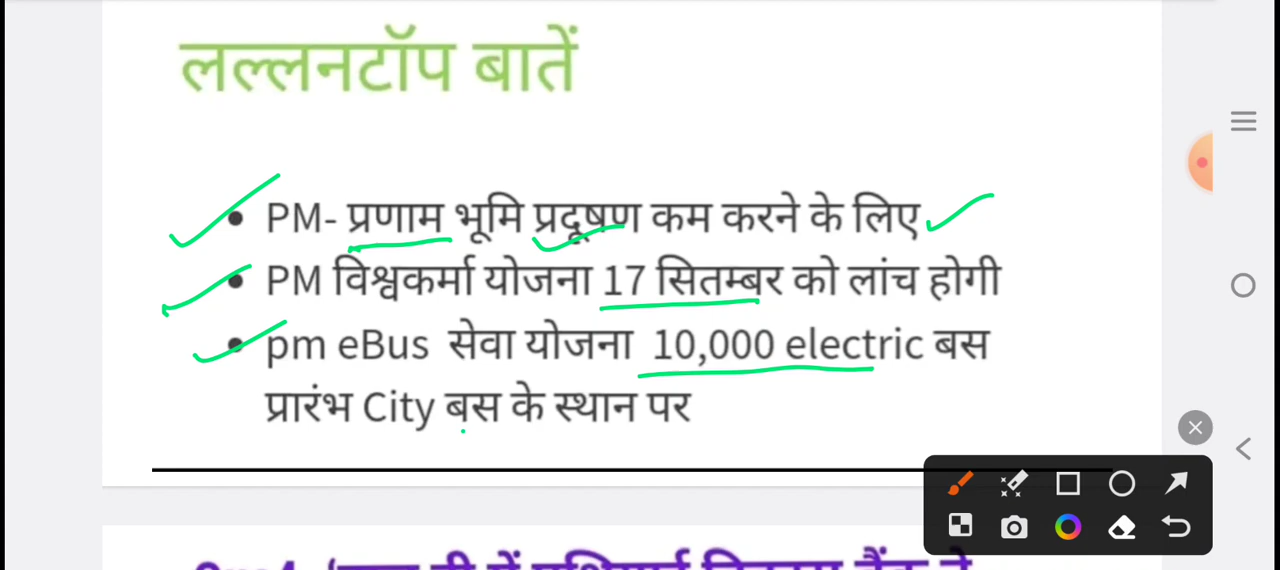 लल्लनटॉप बातें
PM- प्रणाम भूमि प्रदूषण कम करने के लिए
PM विश्वकर्मा योजना 17 सितम्बर को लांच होगी
pm eBus सेवा योजना 10,000 electric बस
प्रारंभ City बस के स्थान पर